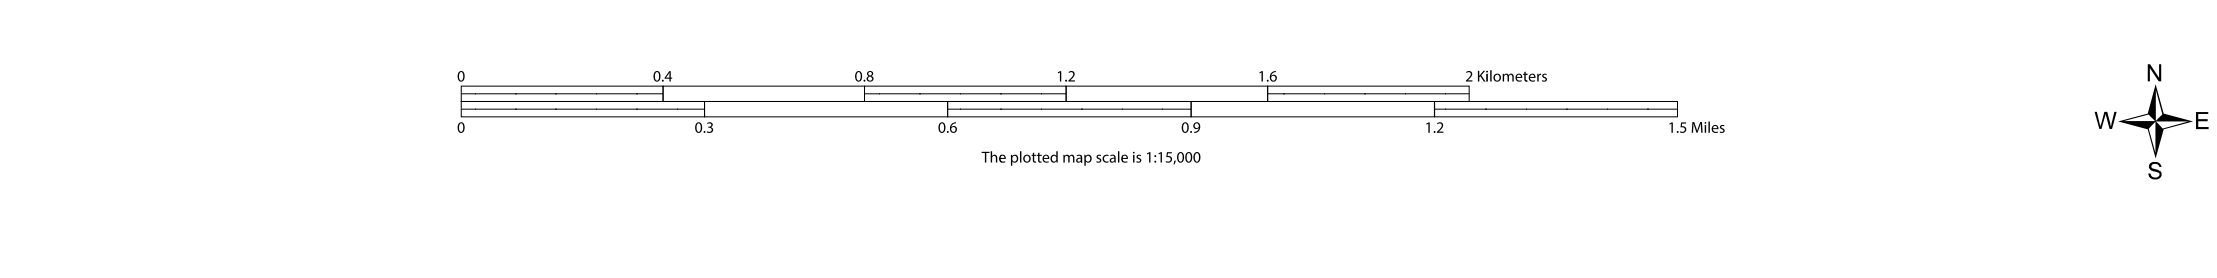 0 0.4 0.8 1.2 1.6 2 Kilometers
0 0.3 0.6 0.9 1.2 1.5 Miles
The plotted map scale is 1:15,000
N
W E
S